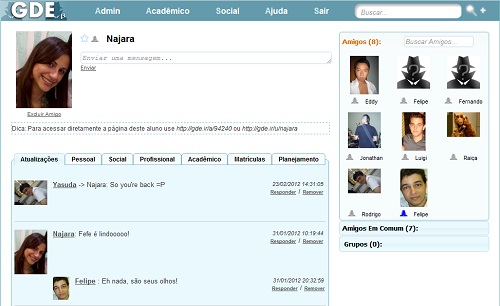 GDE
Admin Acadêmico Social Ajuda Sair
Buscar...
Najara
Enviar uma mensagem...
Enviar
Excluir Amigo
Dica: Para acessar diretamente a página deste aluno use http://gde.ir/a/94240 ou http://gde.ir/u/najara
Atualizações Pessoal Social Profissional Acadêmico Matrículas Planejamento
Yasuda -> Najara: So you're back =P
23/02/2012 14:31:05
Responder / Remover
Najara: Fefê é lindooooo!
21/01/2012 10:19:44
Responder / Remover
Felipe : Eh nada, são seus olhos!
31/01/2012 20:32:59
Responder / Remover
Amigos (8):
Buscar Amigos...
Eddy Felipe Fernando
Jonathan Luigi Raiça
Rodrigo Felipe
Amigos Em Comum (7):
Grupos (0):